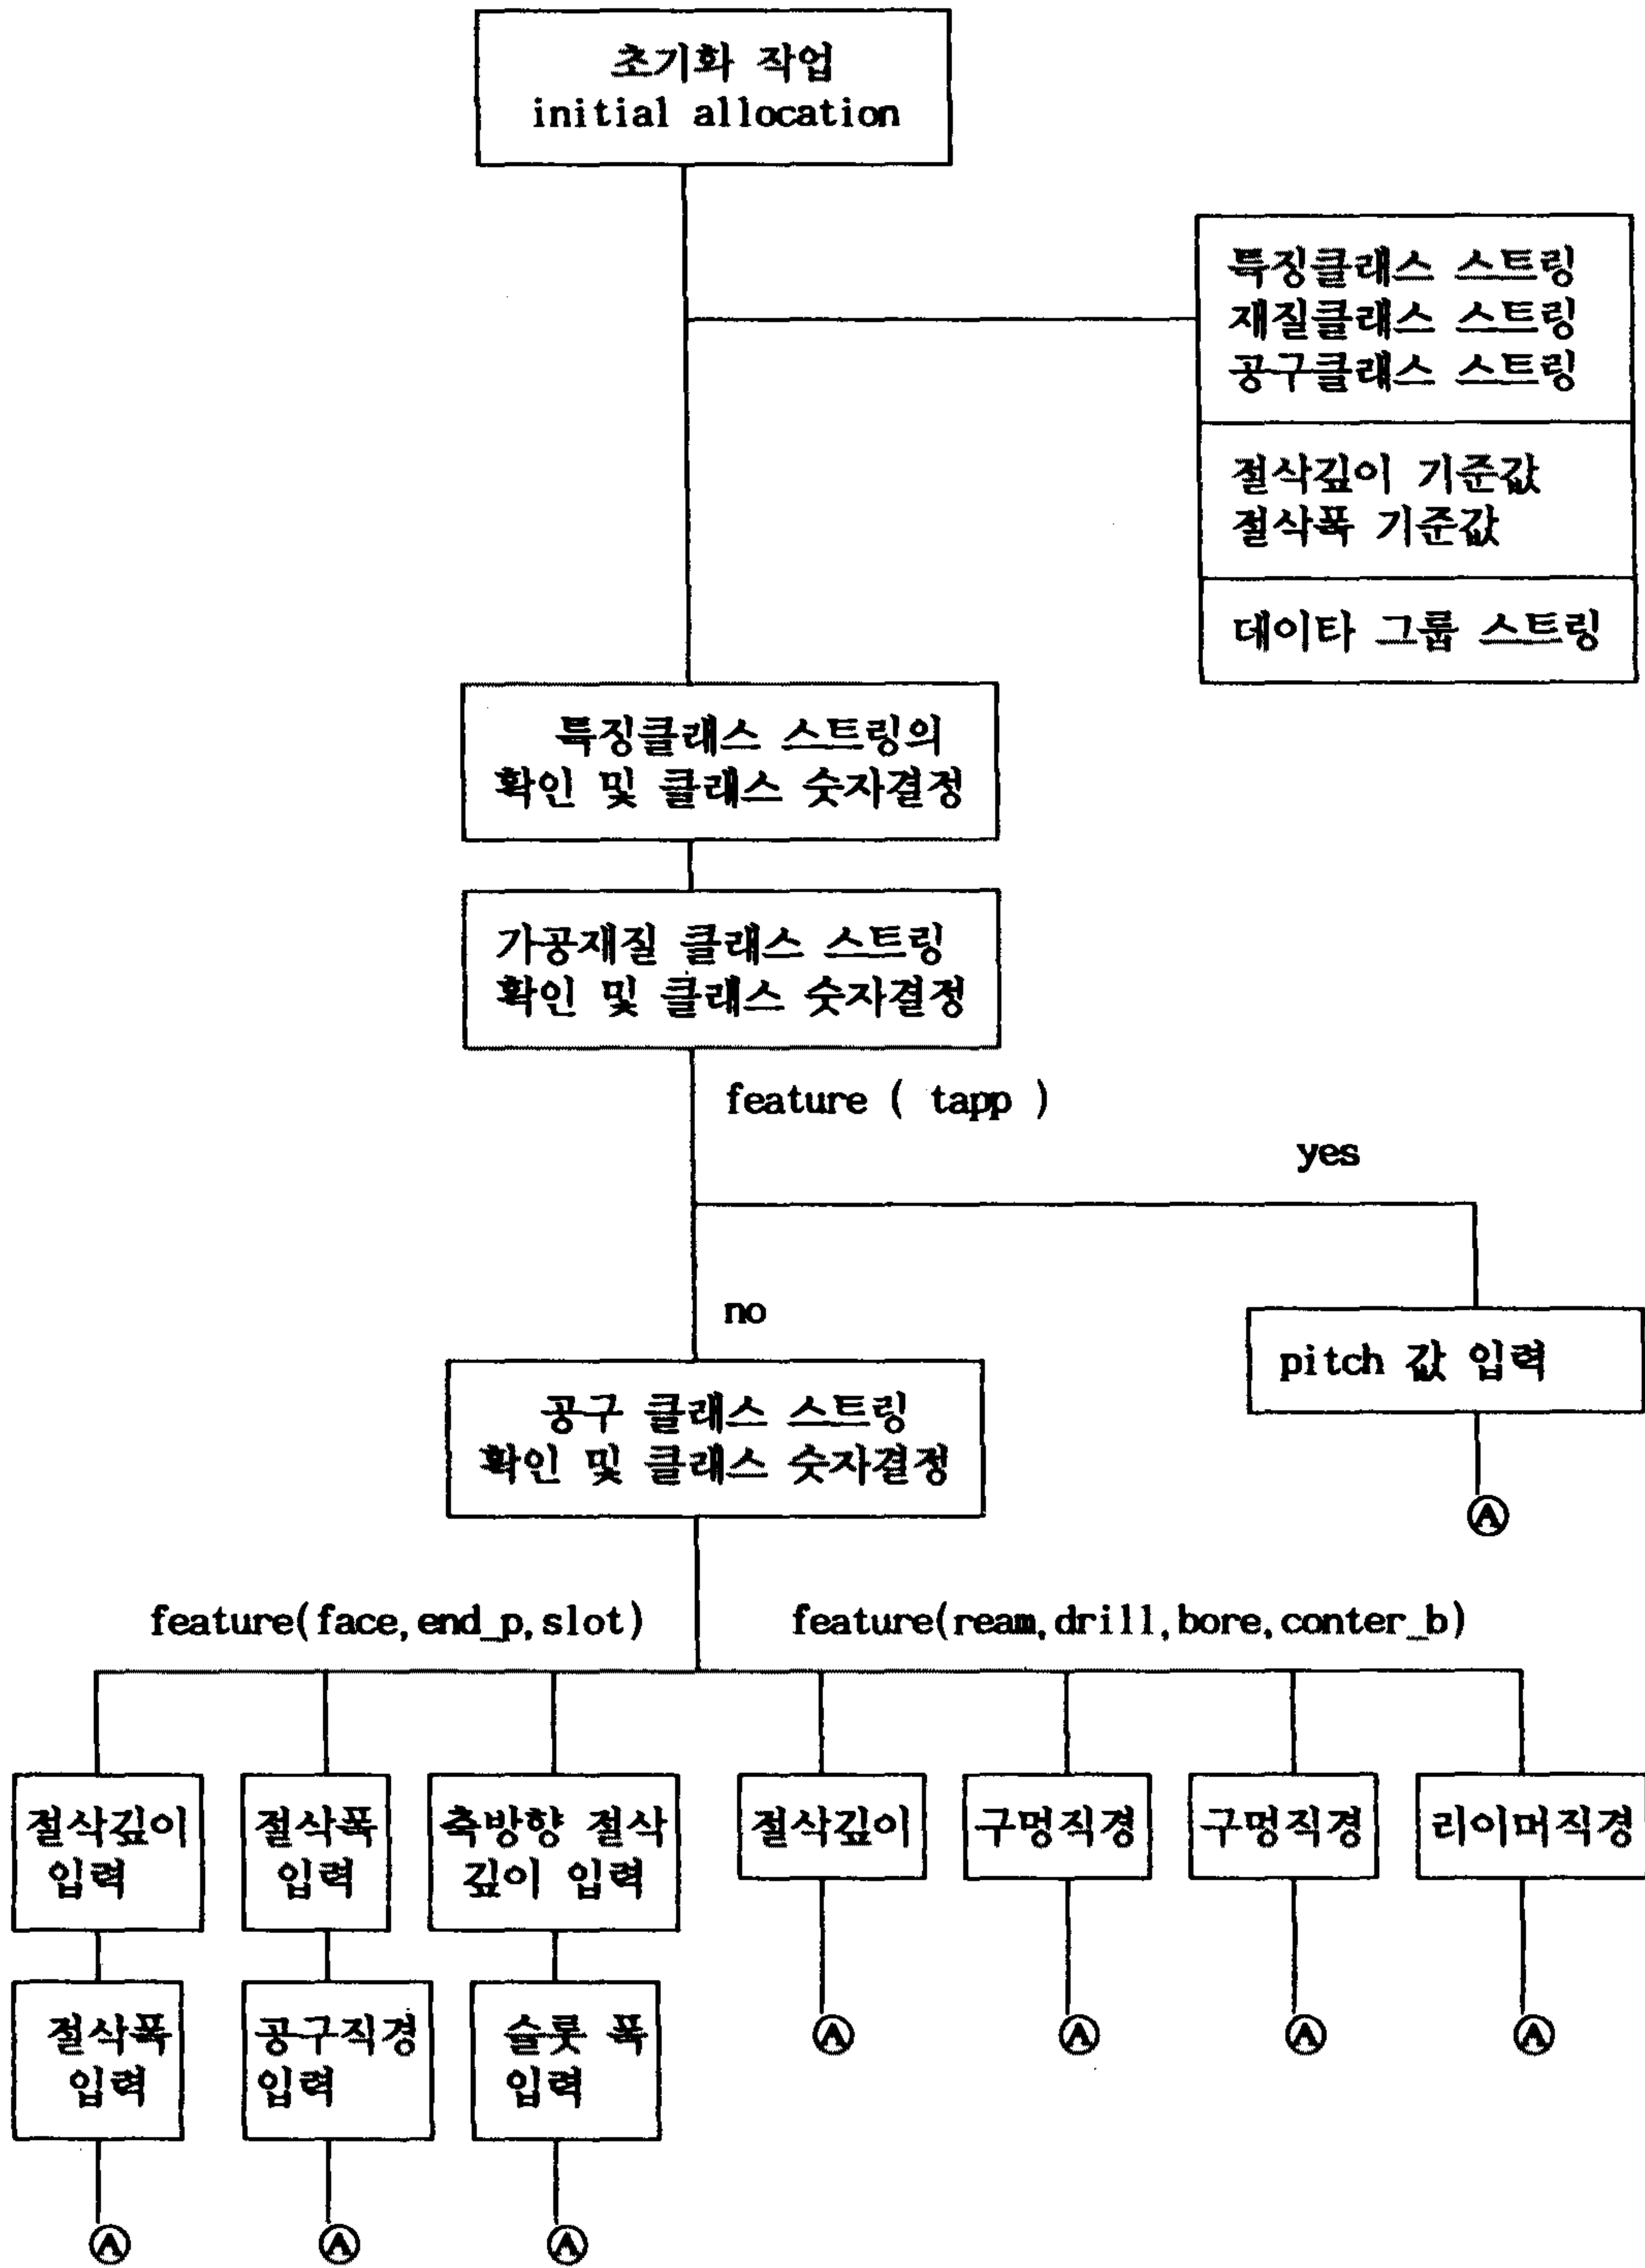 초기화 작업
initial allocation
특징클래스 스트링
재질클래스 스트링
공구클래스 스트링
절삭깊이 기준값
절삭폭 기준값
데이타 그룹 스트링
특징클래스 스트링의
확인 및 클래스 숫자결정
가공재질 클래스 스트링
확인 및 클래스 숫자결정
feature ( tapp )
yes
no
pitch 값 입력
공구 클래스 스트링
확인 및 클래스 숫자결정
Ⓐ
feature(face,end_p,slot)
feature(ream,drill,bore,conter_b)
절삭깊이
입력
절삭폭
입력
축방향 절삭
깊이 입력
절삭깊이
구멍직경
구멍직경
리이머직경
절삭폭
입력
공구직경
입력
슬롯 폭
입력
Ⓐ
Ⓐ
Ⓐ
Ⓐ
Ⓐ
Ⓐ
Ⓐ